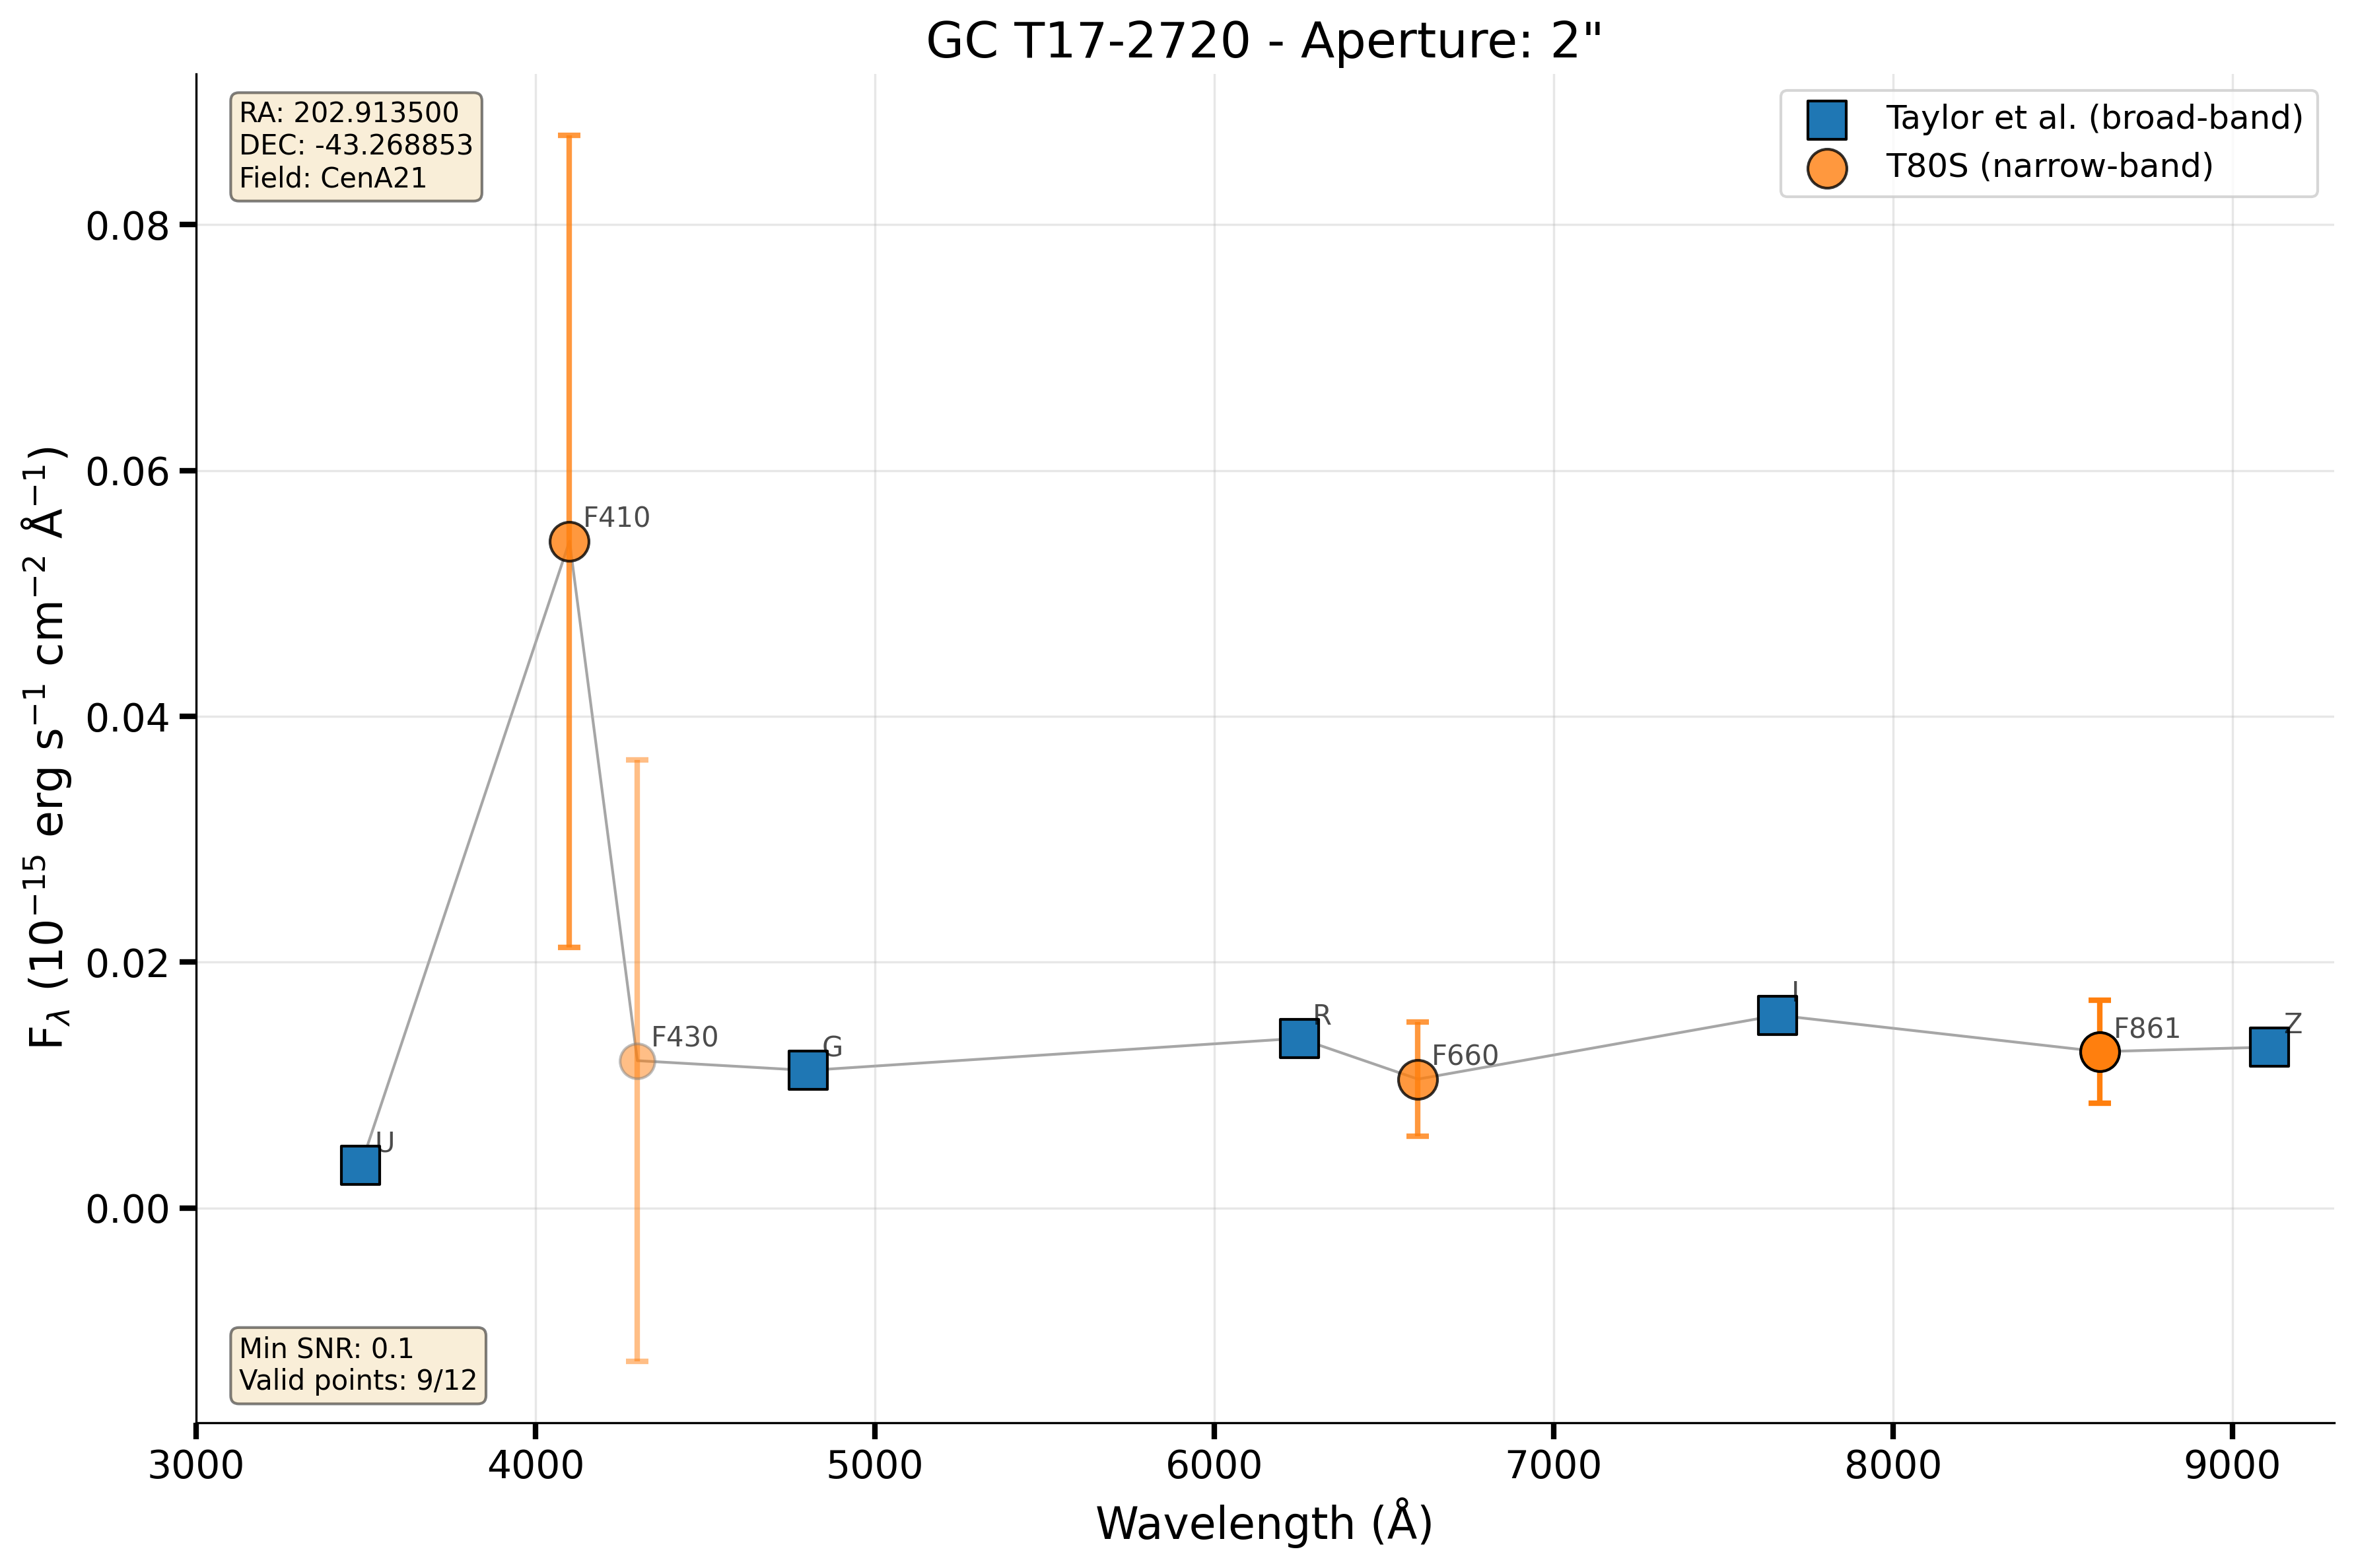 GC T17-2720 - Aperture: 2"
RA: 202.913500
DEC: -43.268853
Field: CenA21
Taylor et al. (broad-band)
T80S (narrow-band)
F410
F430
U
G
R
F660
I
F861
Z
Min SNR: 0.1
Valid points: 9/12
0.08
0.06
0.04
0.02
0.00
F_λ (10⁻¹⁵ erg s⁻¹ cm⁻² Å⁻¹)
3000 4000 5000 6000 7000 8000 9000
Wavelength (Å)